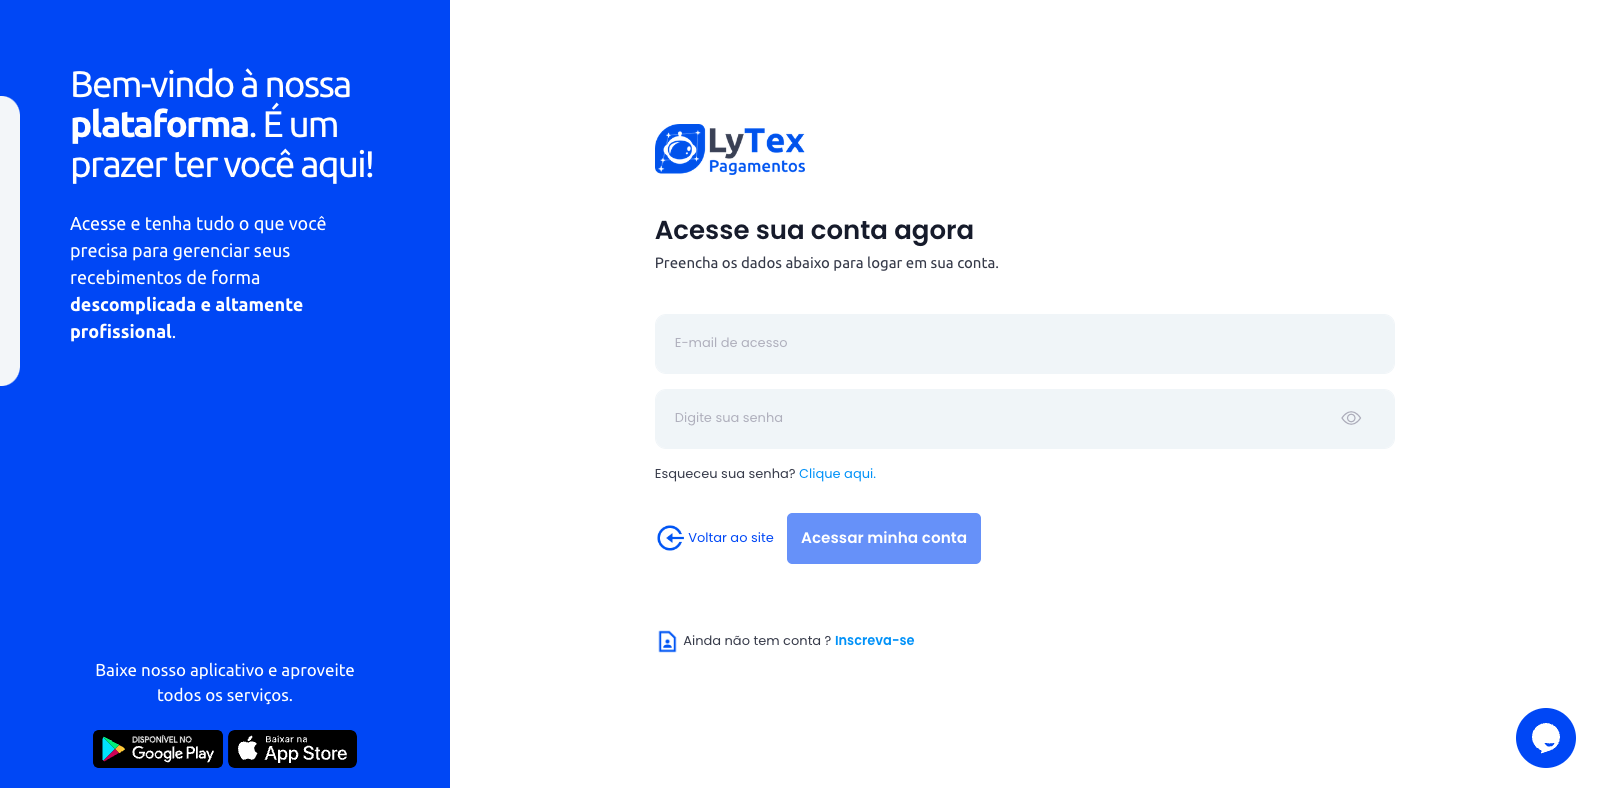 Bem-vindo à nossa
plataforma. É um
prazer ter você aqui!
Acesse e tenha tudo o que você
precisa para gerenciar seus
recebimentos de forma
descomplicada e altamente
profissional.
Baixe nosso aplicativo e aproveite
todos os serviços.
DISPONÍVEL NO
Google Play
Baixar na
App Store
LyTex
Pagamentos
Acesse sua conta agora
Preencha os dados abaixo para logar em sua conta.
E-mail de acesso
Digite sua senha
Esqueceu sua senha? Clique aqui.
Voltar ao site
Acessar minha conta
Ainda não tem conta ? Inscreva-se